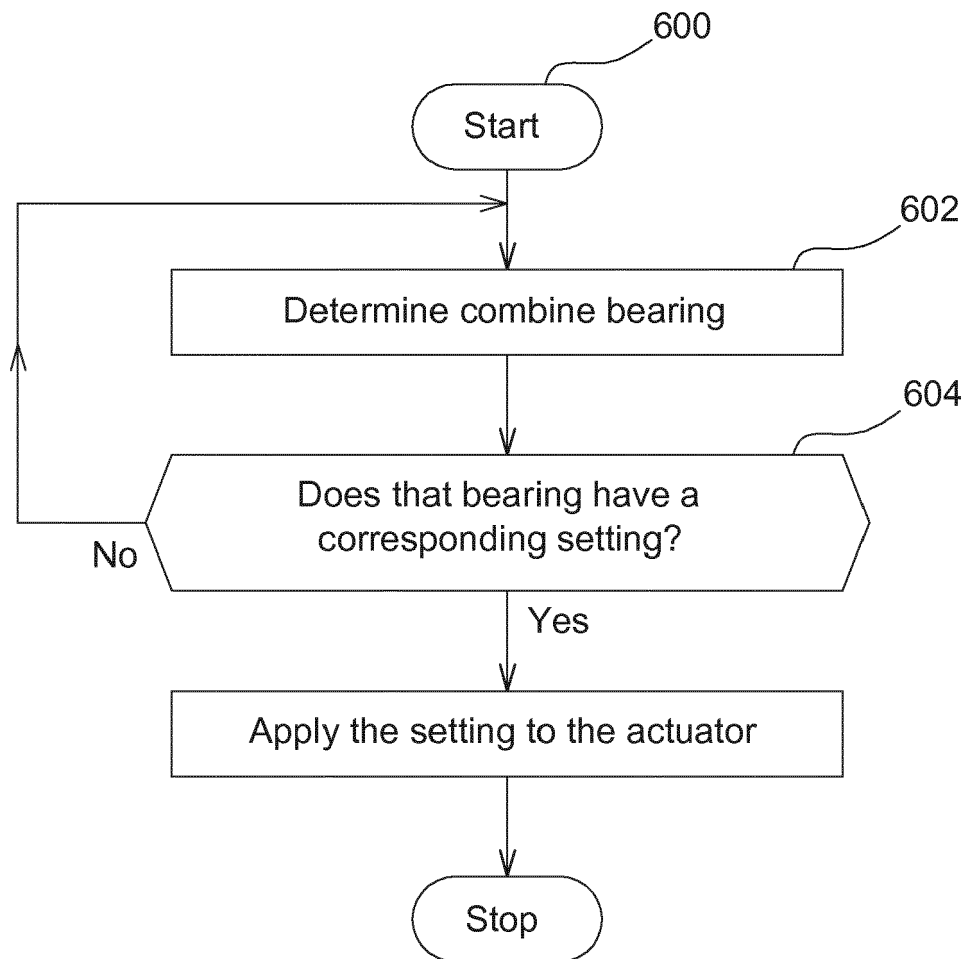 600
Start
602
Determine combine bearing
604
Does that bearing have a
corresponding setting?
No
Yes
Apply the setting to the actuator
Stop